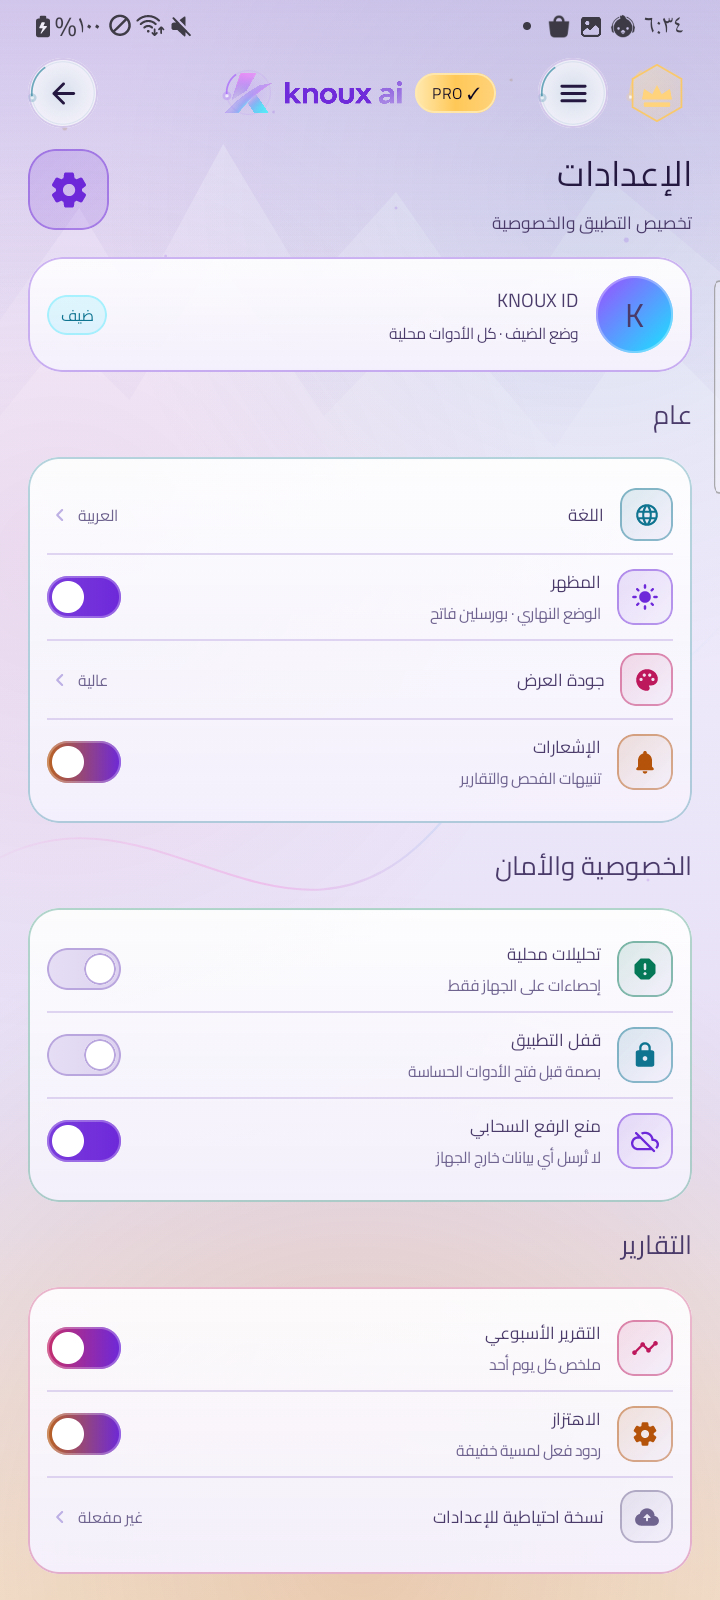 ٦:٣٤
%١٠٠
knoux ai
PRO ✓
الإعدادات
تخصيص التطبيق والخصوصية
K
KNOUX ID
وضع الضيف · كل الأدوات محلية
ضيف
عام
اللغة
العربية
المظهر
الوضع النهاري · بورسلين فاتح
جودة العرض
عالية
الإشعارات
تنبيهات الفحص والتقارير
الخصوصية والأمان
تحليلات محلية
إحصاءات على الجهاز فقط
قفل التطبيق
بصمة قبل فتح الأدوات الحساسة
منع الرفع السحابي
لا تُرسل أي بيانات خارج الجهاز
التقارير
التقرير الأسبوعي
ملخص كل يوم أحد
الاهتزاز
ردود فعل لمسية خفيفة
نسخة احتياطية للإعدادات
غير مفعلة